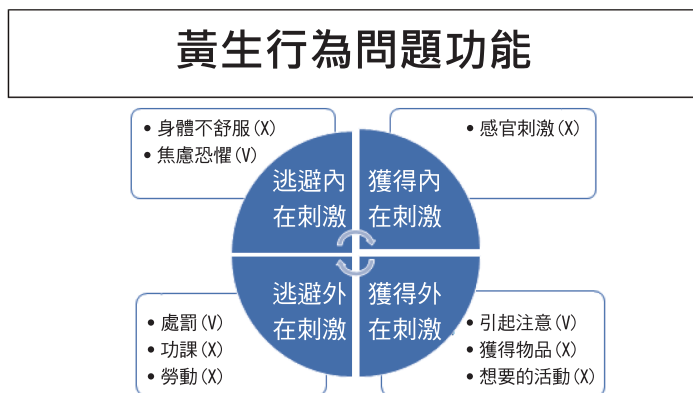 黃生行為問題功能
• 身體不舒服(X)
• 焦慮恐懼(V)
• 感官刺激(X)
逃避內
在刺激
獲得內
在刺激
逃避外
在刺激
獲得外
在刺激
• 處罰(V)
• 功課(X)
• 勞動(X)
• 引起注意(V)
• 獲得物品(X)
• 想要的活動(X)